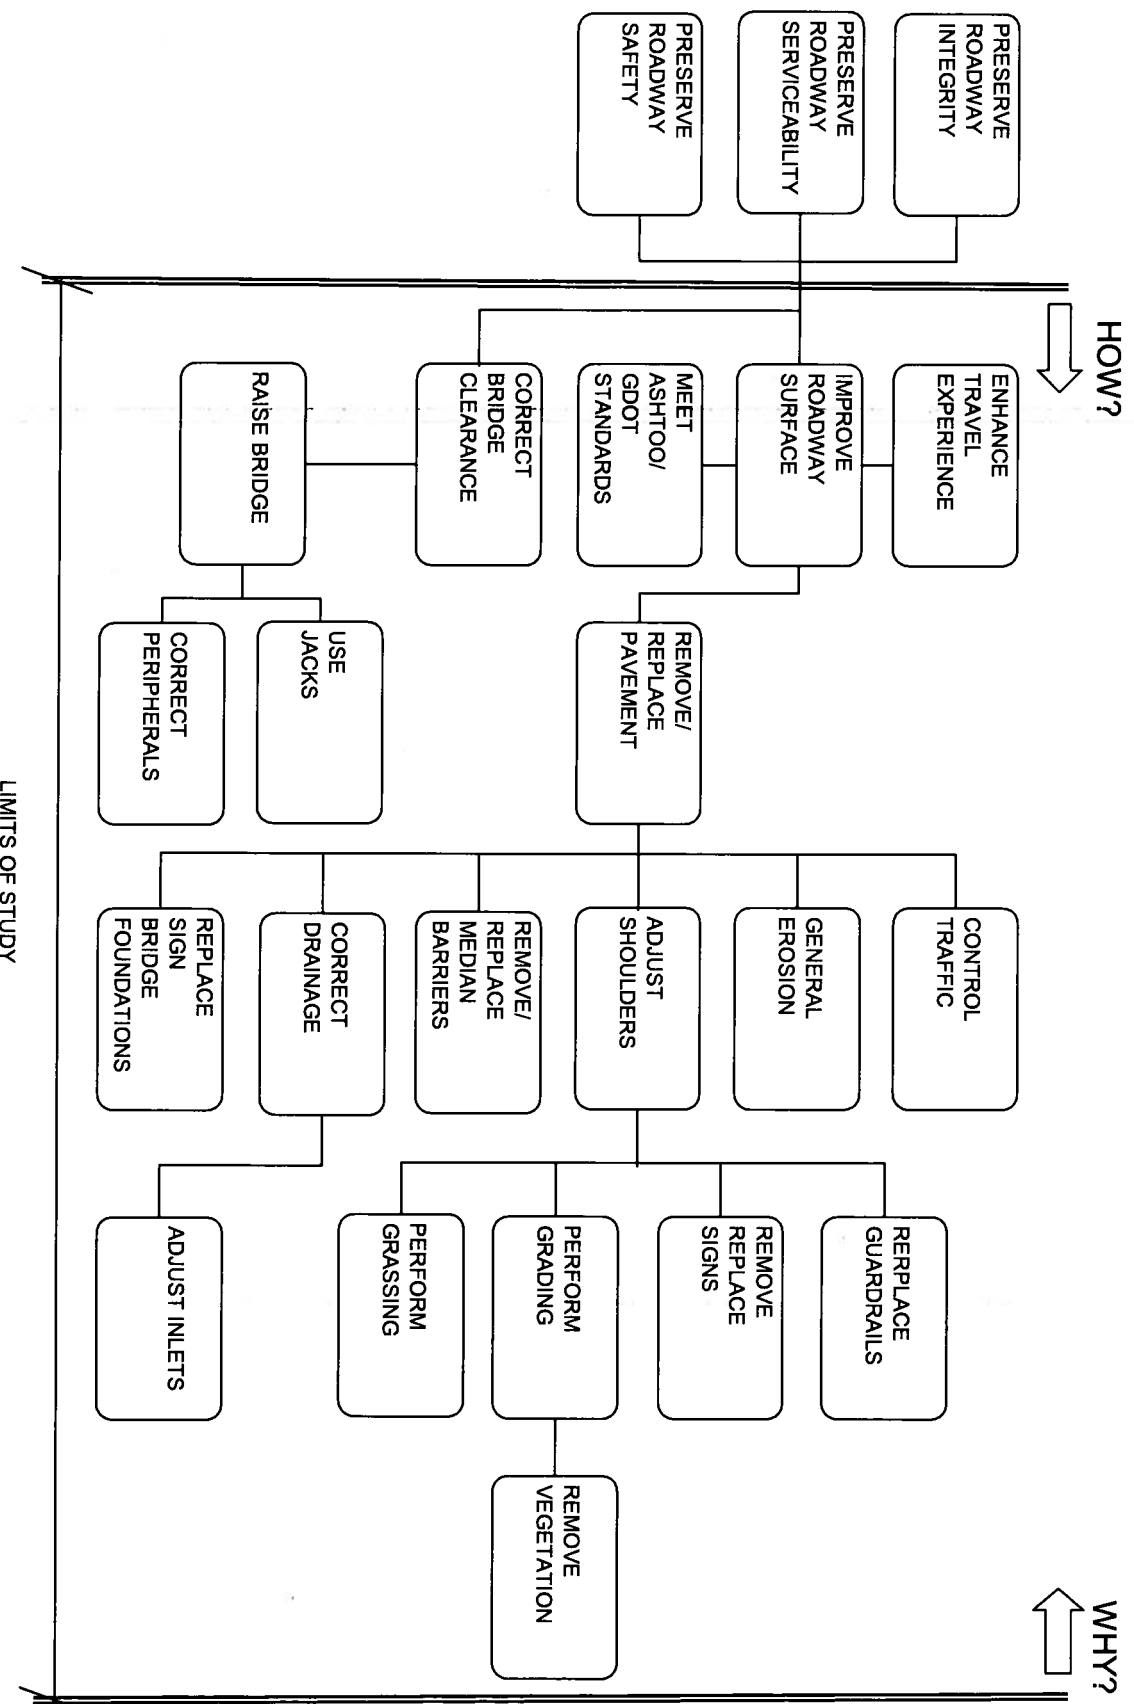 HOW?
WHY?
PRESERVE
ROADWAY
INTEGRITY
PRESERVE
ROADWAY
SERVICEABILITY
PRESERVE
ROADWAY
SAFETY
ENHANCE
TRAVEL
EXPERIENCE
IMPROVE
ROADWAY
SURFACE
MEET
ASHTOO/
GDOT
STANDARDS
CORRECT
BRIDGE
CLEARANCE
RAISE BRIDGE
REMOVE/
REPLACE
PAVEMENT
USE
JACKS
CORRECT
PERIPHERALS
CONTROL
TRAFFIC
GENERAL
EROSION
ADJUST
SHOULDERS
REMOVE/
REPLACE
MEDIAN
BARRIERS
CORRECT
DRAINAGE
REPLACE
SIGN
BRIDGE
FOUNDATIONS
RERPLACE
GUARDRAILS
REMOVE
REPLACE
SIGNS
PERFORM
GRADING
PERFORM
GRASSING
ADJUST INLETS
REMOVE
VEGETATION
LIMITS OF STUDY